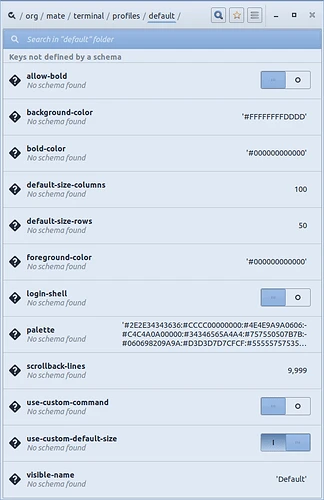 / org / mate / terminal / profiles / default /
Search in "default" folder
Keys not defined by a schema
allow-bold
No schema found
background-color
No schema found
'#FFFFFFFFDDDD'
bold-color
No schema found
'#000000000000'
default-size-columns
No schema found
100
default-size-rows
No schema found
50
foreground-color
No schema found
'#000000000000'
login-shell
No schema found
palette
No schema found
'#2E2E34343636:#CCCC00000000:#4E4E9A9A0606:-
#C4C4A0A00000:#34346565A4A4:#757550507B7B:-
#060698209A9A:#D3D3D7D7CFCF:#55555757535...
scrollback-lines
No schema found
9,999
use-custom-command
No schema found
use-custom-default-size
No schema found
visible-name
No schema found
'Default'